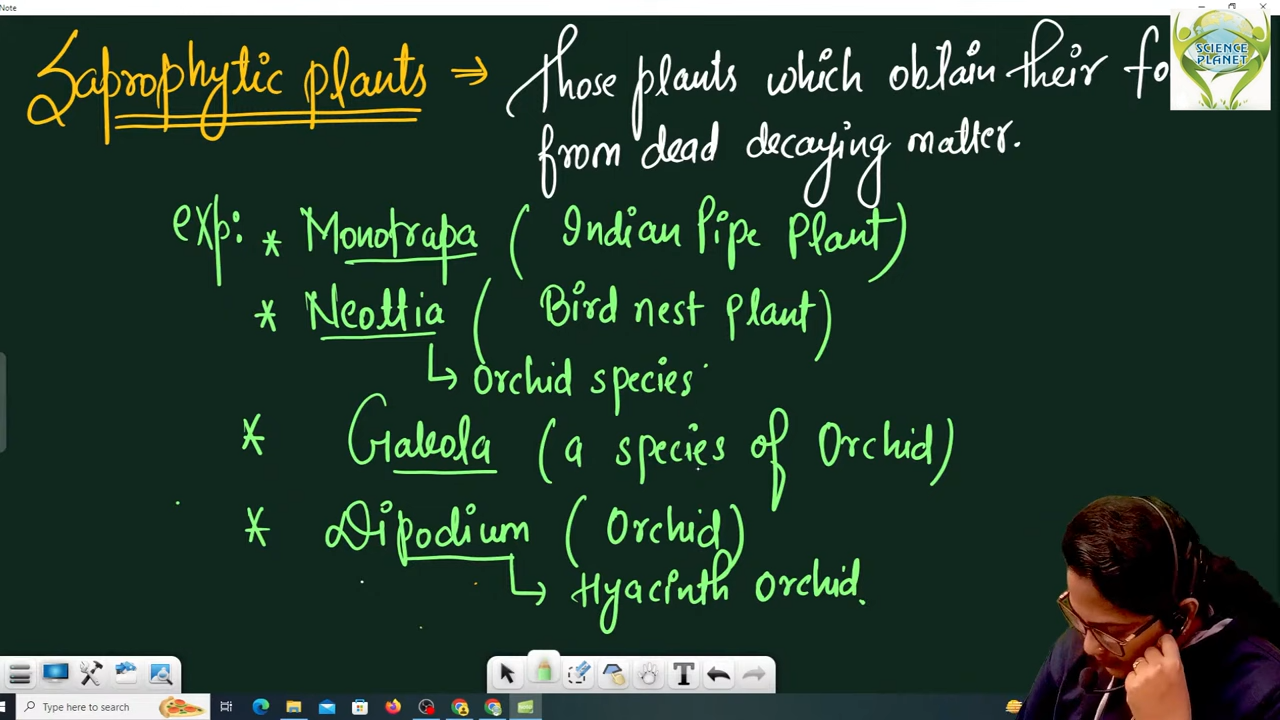 Note
Saprophytic plants ⇒ Those plants which obtain their fo
SCIENCE
PLANET
from dead decaying matter.
exp: * Monotrapa ( Indian Pipe Plant)
* Neottia ( Bird nest plant)
↳ Orchid species
* Galeola (a species of Orchid)
* Dipodium ( Orchid)
↳ Hyacinth orchid.
T
Type here to search